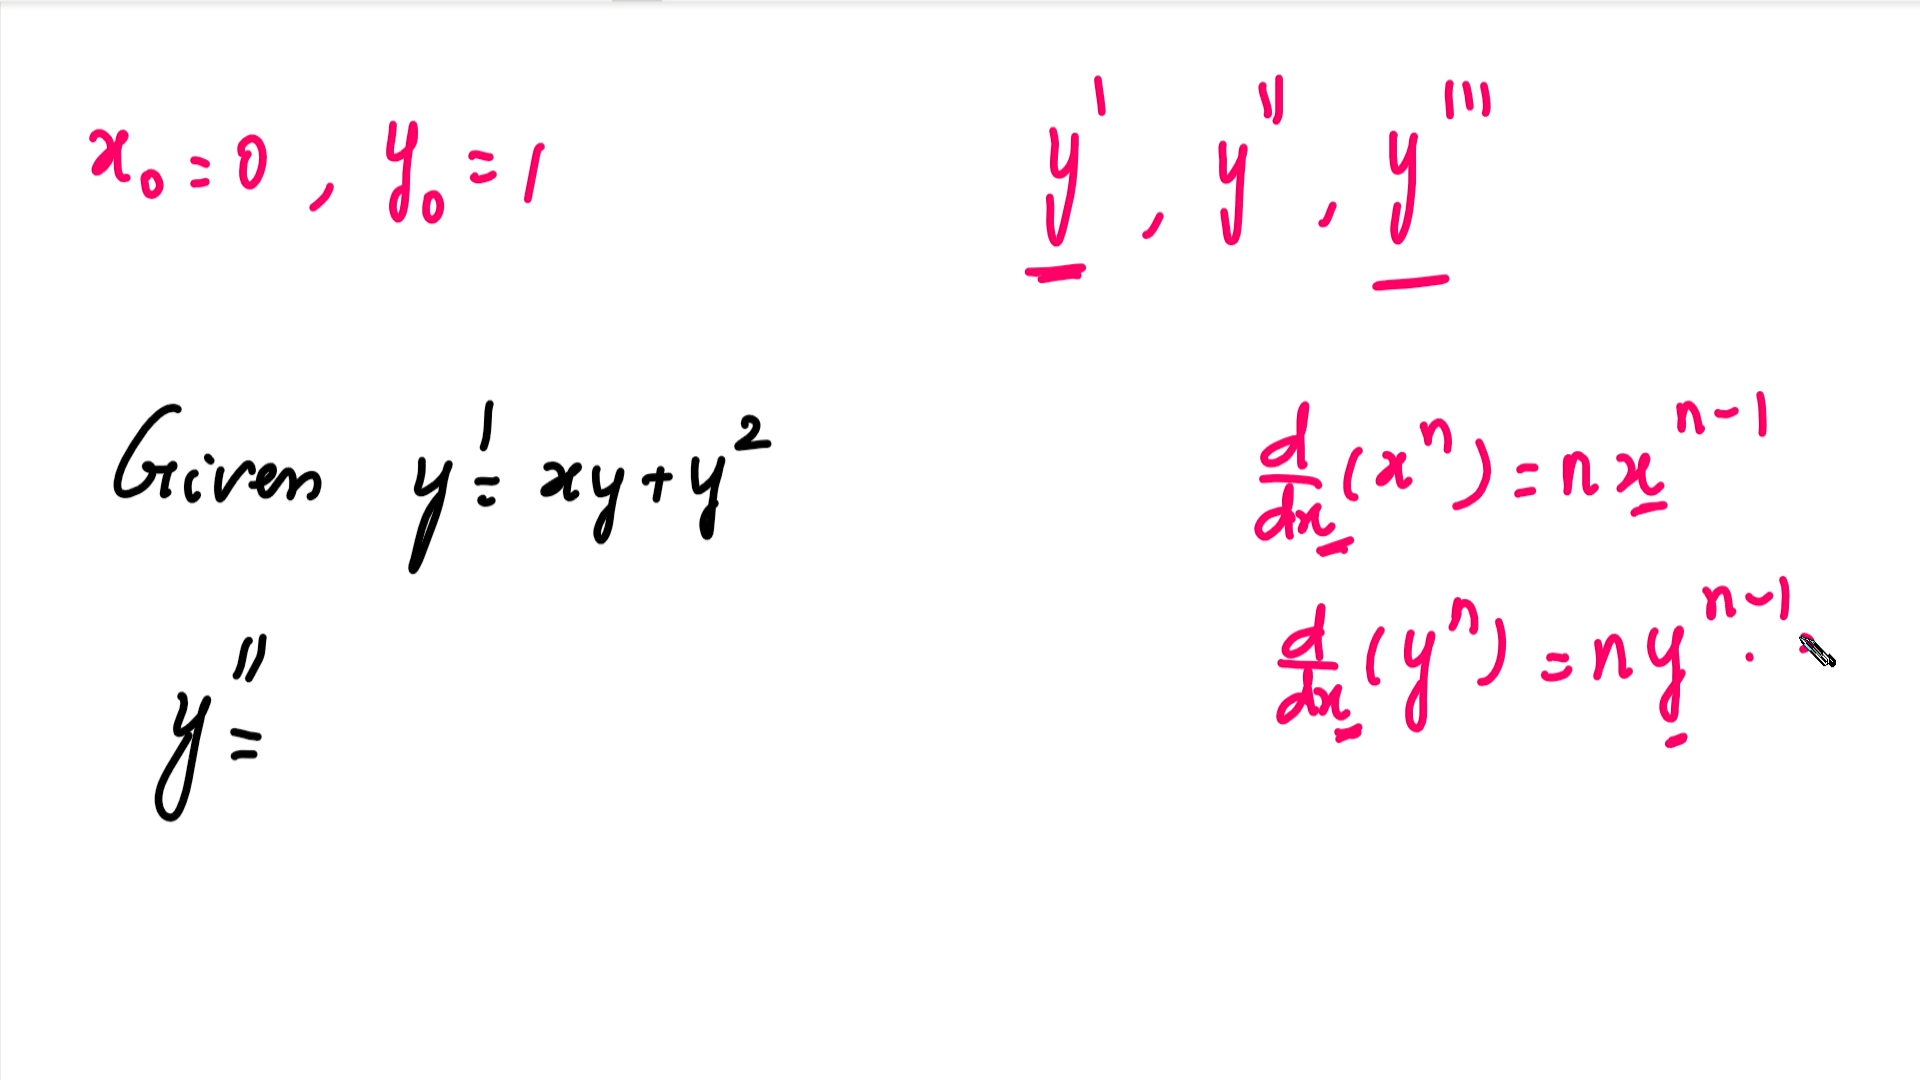 x₀ = 0 , y₀ = 1
y' , y'' , y'''
Given y' = xy + y²
d/dx (xⁿ) = n xⁿ⁻¹
d/dx (yⁿ) = n yⁿ⁻¹ ·
y'' =